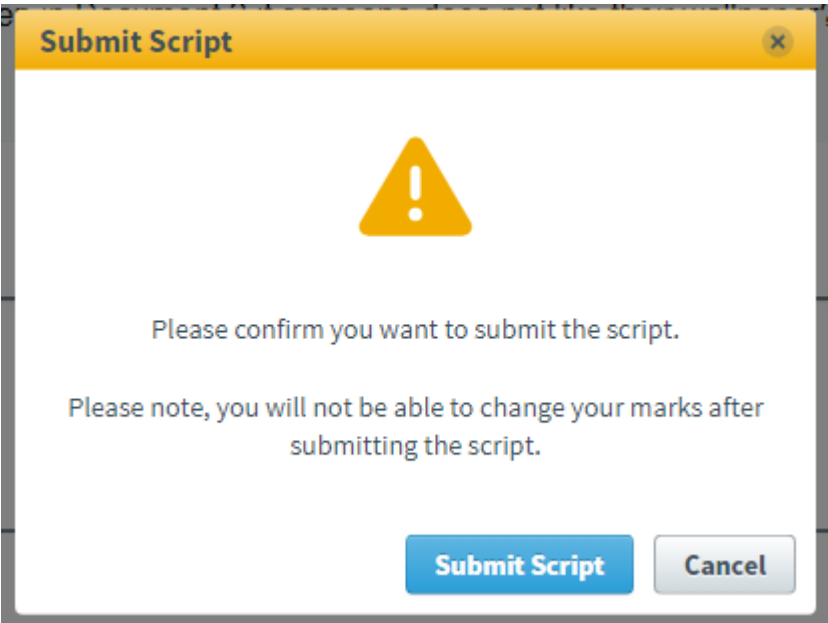 Submit Script
Please confirm you want to submit the script.
Please note, you will not be able to change your marks after
submitting the script.
Submit Script
Cancel